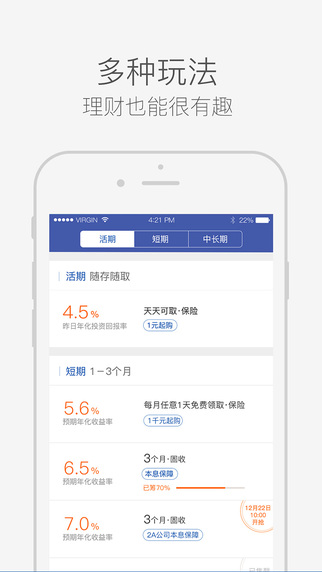 多种玩法
理财也能很有趣
VIRGIN 4:21 PM 22%
活期 短期 中长期
活期 随存随取
4.5% 天天可取·保险
昨日年化投资回报率 1元起购
短期 1-3个月
5.6% 每月任意1天免费领取·保险
预期年化收益率 1千元起购
6.5% 3个月·固收
预期年化收益率 本息保障
已筹70%
12月22日
10:00
开抢
7.0% 3个月·固收
预期年化收益率 2A公司本息保障